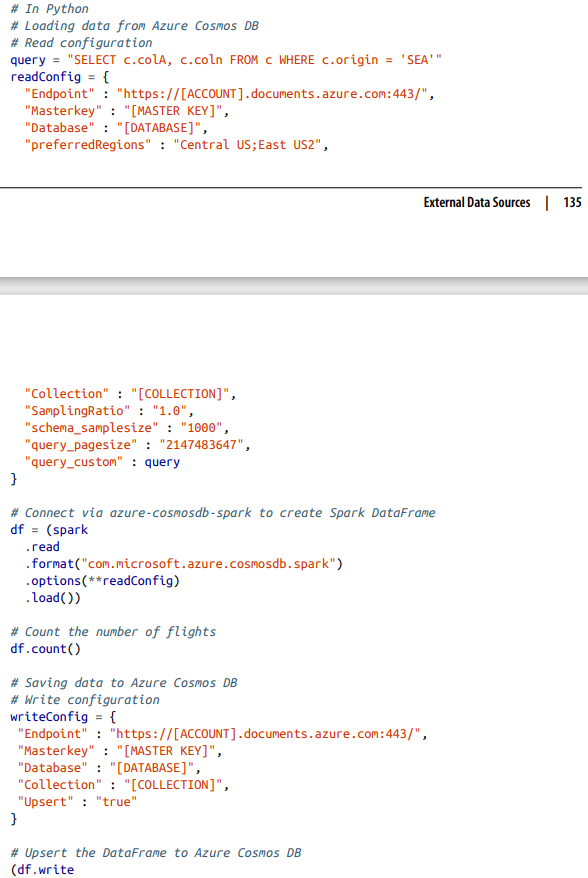 # In Python
# Loading data from Azure Cosmos DB
# Read configuration
query = "SELECT c.colA, c.coln FROM c WHERE c.origin = 'SEA'"
readConfig = {
  "Endpoint" : "https://[ACCOUNT].documents.azure.com:443/",
  "Masterkey" : "[MASTER KEY]",
  "Database" : "[DATABASE]",
  "preferredRegions" : "Central US;East US2",
External Data Sources | 135
  "Collection" : "[COLLECTION]",
  "SamplingRatio" : "1.0",
  "schema_samplesize" : "1000",
  "query_pagesize" : "2147483647",
  "query_custom" : query
}
# Connect via azure-cosmosdb-spark to create Spark DataFrame
df = (spark
  .read
  .format("com.microsoft.azure.cosmosdb.spark")
  .options(**readConfig)
  .load())
# Count the number of flights
df.count()
# Saving data to Azure Cosmos DB
# Write configuration
writeConfig = {
 "Endpoint" : "https://[ACCOUNT].documents.azure.com:443/",
 "Masterkey" : "[MASTER KEY]",
 "Database" : "[DATABASE]",
 "Collection" : "[COLLECTION]",
 "Upsert" : "true"
}
# Upsert the DataFrame to Azure Cosmos DB
(df.write